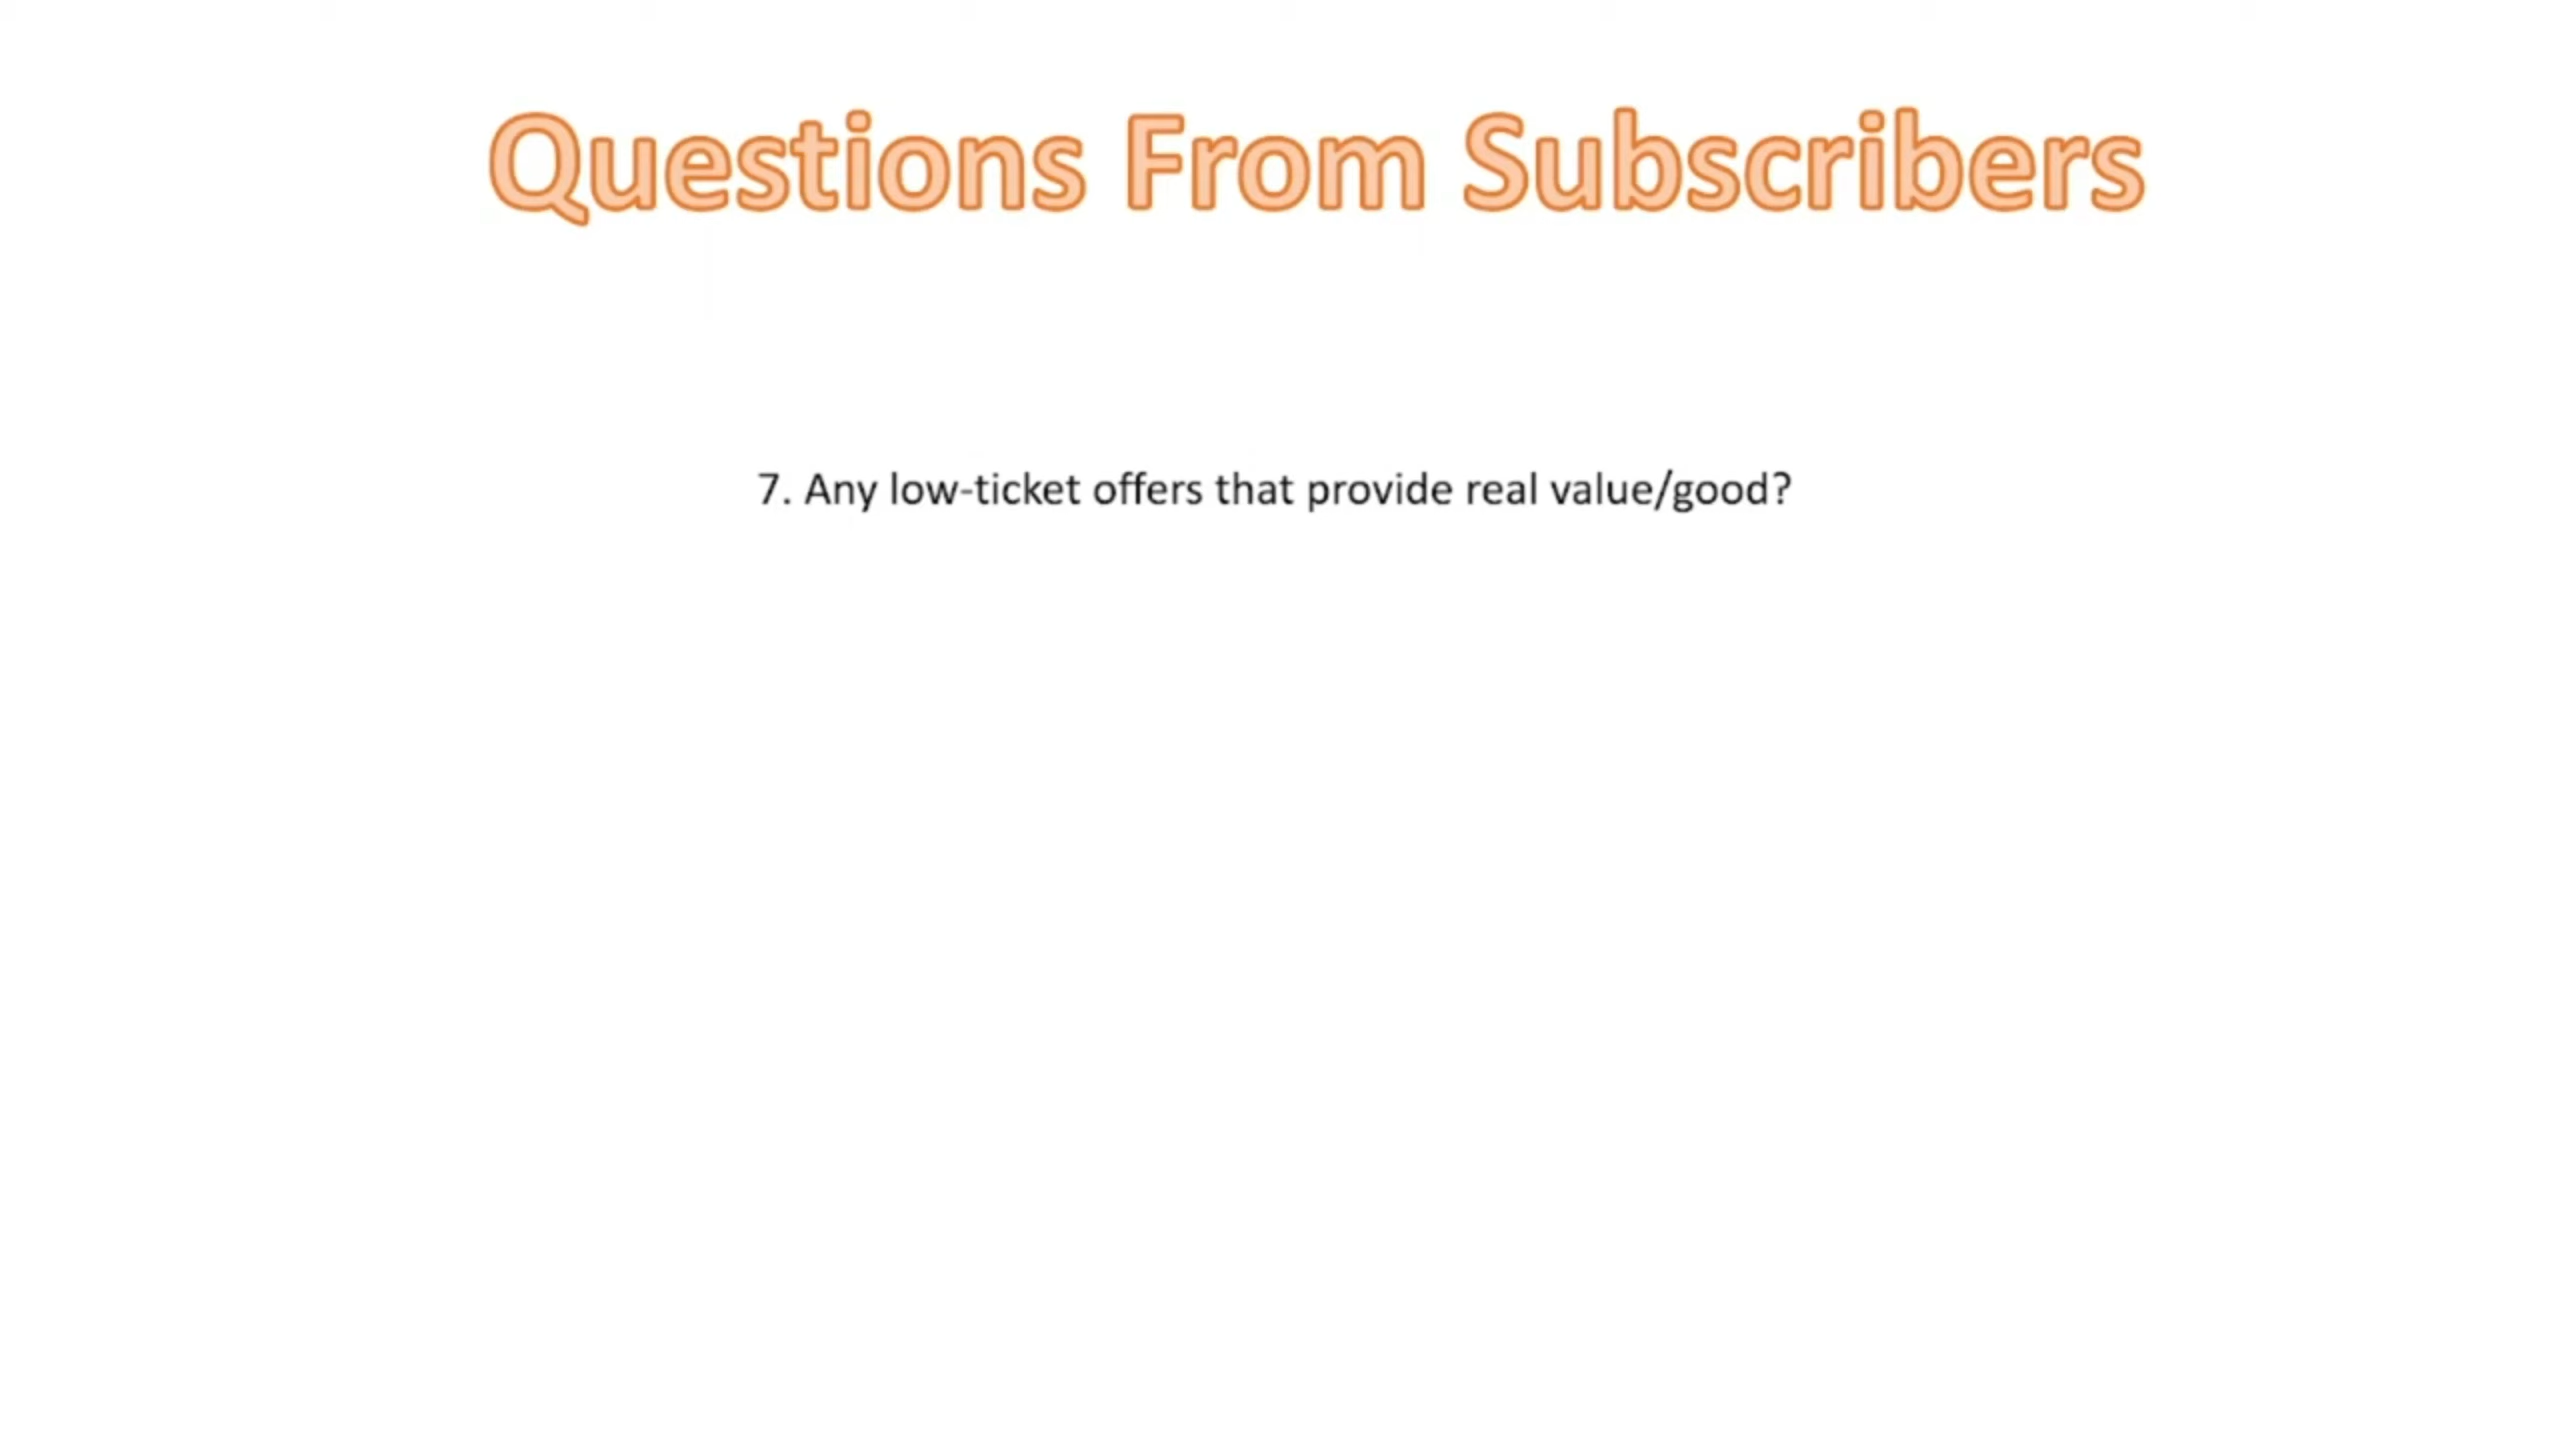 Questions From Subscribers
7. Any low-ticket offers that provide real value/good?